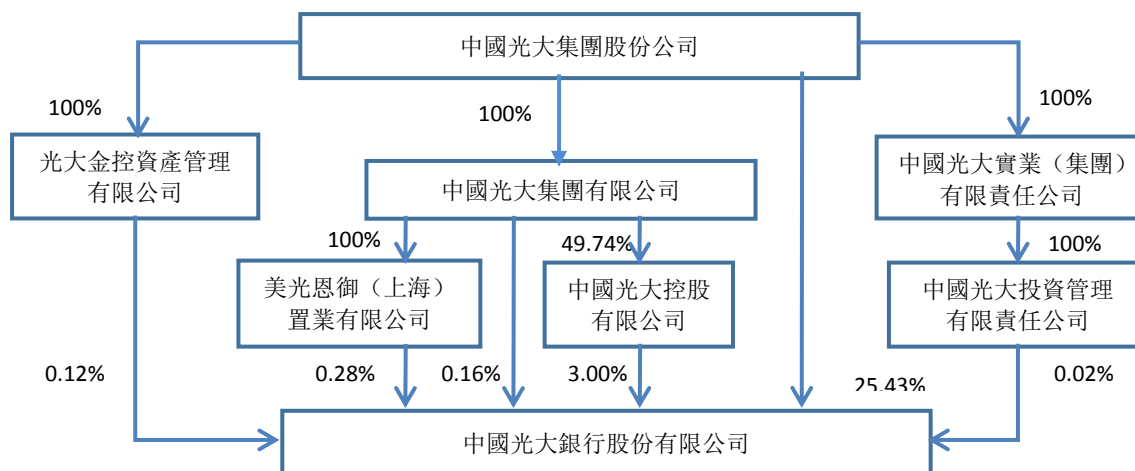 中國光大集團股份公司
100%
100%
100%
光大金控資產管理
有限公司
中國光大集團有限公司
中國光大實業（集團）
有限責任公司
100%
49.74%
100%
美光恩御（上海）
置業有限公司
中國光大控股
有限公司
中國光大投資管理
有限責任公司
0.12%
0.28%
0.16%
3.00%
25.43%
0.02%
中國光大銀行股份有限公司